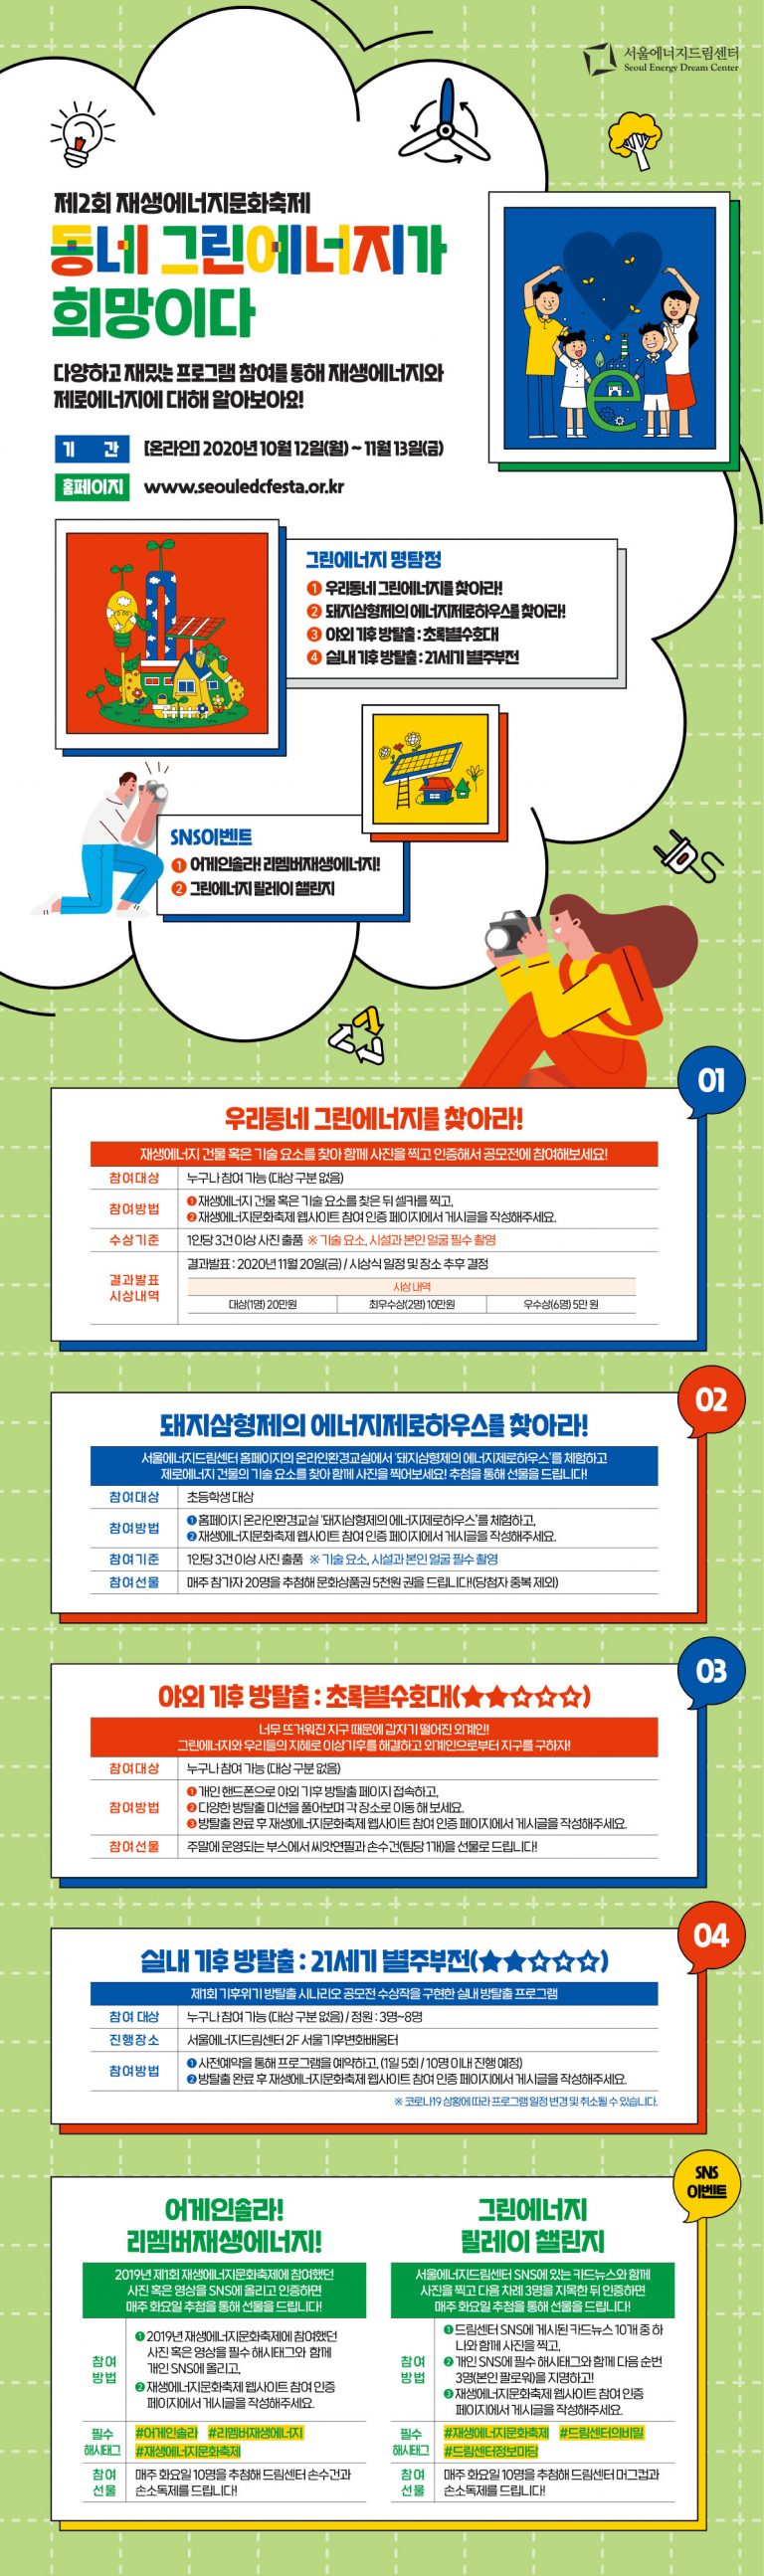 서울에너지드림센터
Seoul Energy Dream Center
제2회 재생에너지문화축제
동네 그린에너지가
희망이다
다양하고 재밌는 프로그램 참여를 통해 재생에너지와
제로에너지에 대해 알아보아요!
기 간 [온라인] 2020년 10월 12일(월) ~ 11월 13일(금)
홈페이지 www.seouledcfesta.or.kr
그린에너지 명탐정
1 우리동네 그린에너지를 찾아라!
2 돼지삼형제의 에너지제로하우스를 찾아라!
3 야외 기후 방탈출 : 초록별수호대
4 실내 기후 방탈출 : 21세기 별주부전
SNS이벤트
1 어게인솔라! 리멤버재생에너지!
2 그린에너지 릴레이 챌린지
01
우리동네 그린에너지를 찾아라!
재생에너지 건물 혹은 기술 요소를 찾아 함께 사진을 찍고 인증해서 공모전에 참여해보세요!
참여대상 누구나 참여 가능 (대상 구분 없음)
참여방법 ❶ 재생에너지 건물 혹은 기술 요소를 찾은 뒤 셀카를 찍고,
❷ 재생에너지문화축제 웹사이트 참여 인증 페이지에서 게시글을 작성해주세요.
수상기준 1인당 3건 이상 사진 출품 ※ 기술 요소, 시설과 본인 얼굴 필수 촬영
결과발표 시상내역 결과발표 : 2020년 11월 20일(금) / 시상식 일정 및 장소 추후 결정
시상 내역
대상(1명) 20만원 최우수상(2명) 10만원 우수상(6명) 5만 원
02
돼지삼형제의 에너지제로하우스를 찾아라!
서울에너지드림센터 홈페이지의 온라인환경교실에서 '돼지삼형제의 에너지제로하우스'를 체험하고
제로에너지 건물의 기술 요소를 찾아 함께 사진을 찍어보세요! 추첨을 통해 선물을 드립니다!
참여대상 초등학생 대상
참여방법 ❶ 홈페이지 온라인환경교실 '돼지삼형제의 에너지제로하우스'를 체험하고,
❷ 재생에너지문화축제 웹사이트 참여 인증 페이지에서 게시글을 작성해주세요.
참여기준 1인당 3건 이상 사진 출품 ※ 기술 요소, 시설과 본인 얼굴 필수 촬영
참여선물 매주 참가자 20명을 추첨해 문화상품권 5천원 권을 드립니다!(당첨자 중복 제외)
03
야외 기후 방탈출 : 초록별수호대(★★☆☆☆)
너무 뜨거워진 지구 때문에 갑자기 떨어진 외계인!
그린에너지와 우리들의 지혜로 이상기후를 해결하고 외계인으로부터 지구를 구하자!
참여대상 누구나 참여 가능 (대상 구분 없음)
참여방법 ❶ 개인 핸드폰으로 야외 기후 방탈출 페이지 접속하고,
❷ 다양한 방탈출 미션을 풀어보며 각 장소로 이동 해 보세요.
❸ 방탈출 완료 후 재생에너지문화축제 웹사이트 참여 인증 페이지에서 게시글을 작성해주세요.
참여선물 주말에 운영되는 부스에서 씨앗연필과 손수건(팀당 1개)을 선물로 드립니다!
04
실내 기후 방탈출 : 21세기 별주부전(★★☆☆☆)
제1회 기후위기 방탈출 시나리오 공모전 수상작을 구현한 실내 방탈출 프로그램
참여 대상 누구나 참여 가능 (대상 구분 없음) / 정원 : 3명~8명
진행장소 서울에너지드림센터 2F 서울기후변화배움터
참여방법 ❶ 사전예약을 통해 프로그램을 예약하고, (1일 5회 / 10명 이내 진행 예정)
❷ 방탈출 완료 후 재생에너지문화축제 웹사이트 참여 인증 페이지에서 게시글을 작성해주세요.
※ 코로나19 상황에 따라 프로그램 일정 변경 및 취소될 수 있습니다.
SNS
이벤트
어게인솔라!
리멤버재생에너지!
2019년 제1회 재생에너지문화축제에 참여했던
사진 혹은 영상을 SNS에 올리고 인증하면
매주 화요일 추첨을 통해 선물을 드립니다!
참여 방법
❶ 2019년 재생에너지문화축제에 참여했던
사진 혹은 영상을 필수 해시태그와 함께
개인 SNS에 올리고,
❷ 재생에너지문화축제 웹사이트 참여 인증
페이지에서 게시글을 작성해주세요.
필수 해시태그
#어게인솔라 #리멤버재생에너지
#재생에너지문화축제
참여 선물
매주 화요일 10명을 추첨해 드림센터 손수건과
손소독제를 드립니다!
그린에너지
릴레이 챌린지
서울에너지드림센터 SNS에 있는 카드뉴스와 함께
사진을 찍고 다음 차례 3명을 지목한 뒤 인증하면
매주 화요일 추첨을 통해 선물을 드립니다!
참여 방법
❶ 드림센터 SNS에 게시된 카드뉴스 10개 중 하
나와 함께 사진을 찍고,
❷ 개인 SNS에 필수 해시태그와 함께 다음 순번
3명(본인 팔로워)을 지명하고!
❸ 재생에너지문화축제 웹사이트 참여 인증
페이지에서 게시글을 작성해주세요.
필수 해시태그
#재생에너지문화축제 #드림센터의비밀
#드림센터정보마당
참여 선물
매주 화요일 10명을 추첨해 드림센터 머그컵과
손소독제를 드립니다!